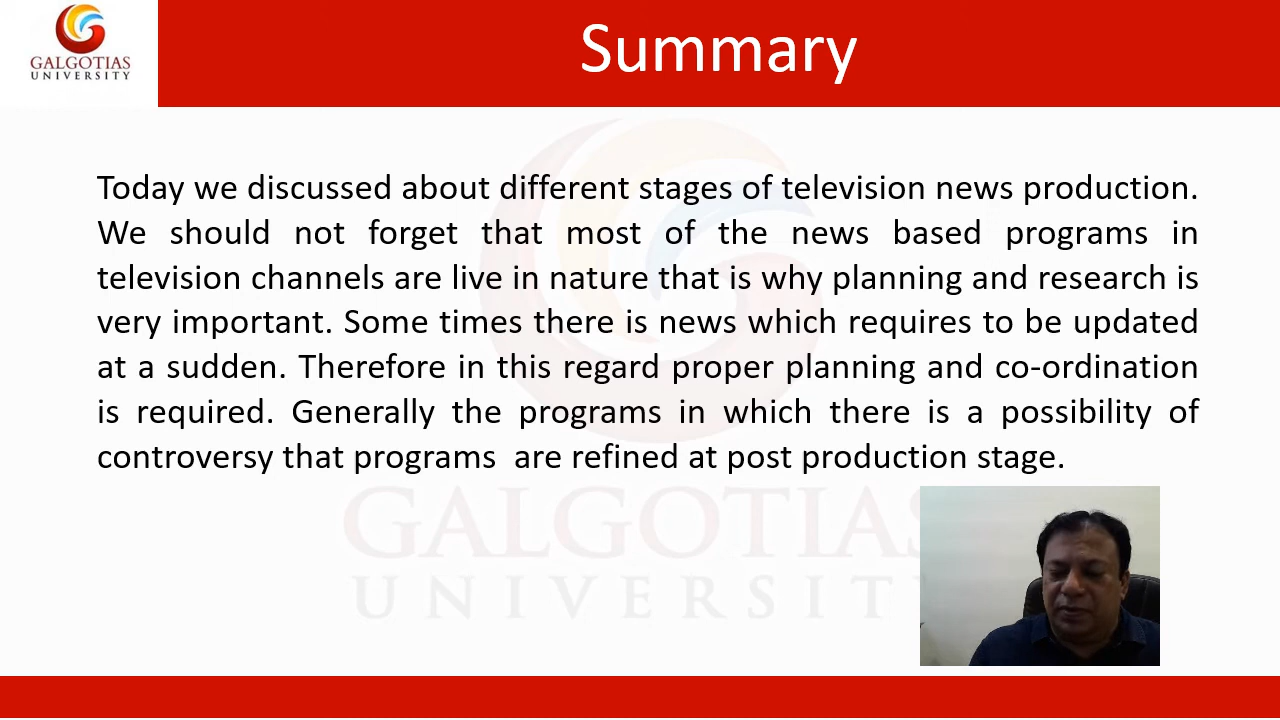 GALGOTIAS
UNIVERSITY
Summary
Today we discussed about different stages of television news production.
We should not forget that most of the news based programs in
television channels are live in nature that is why planning and research is
very important. Some times there is news which requires to be updated
at a sudden. Therefore in this regard proper planning and co-ordination
is required. Generally the programs in which there is a possibility of
controversy that programs  are refined at post production stage.
GALGOTIAS
UNIVERSIT